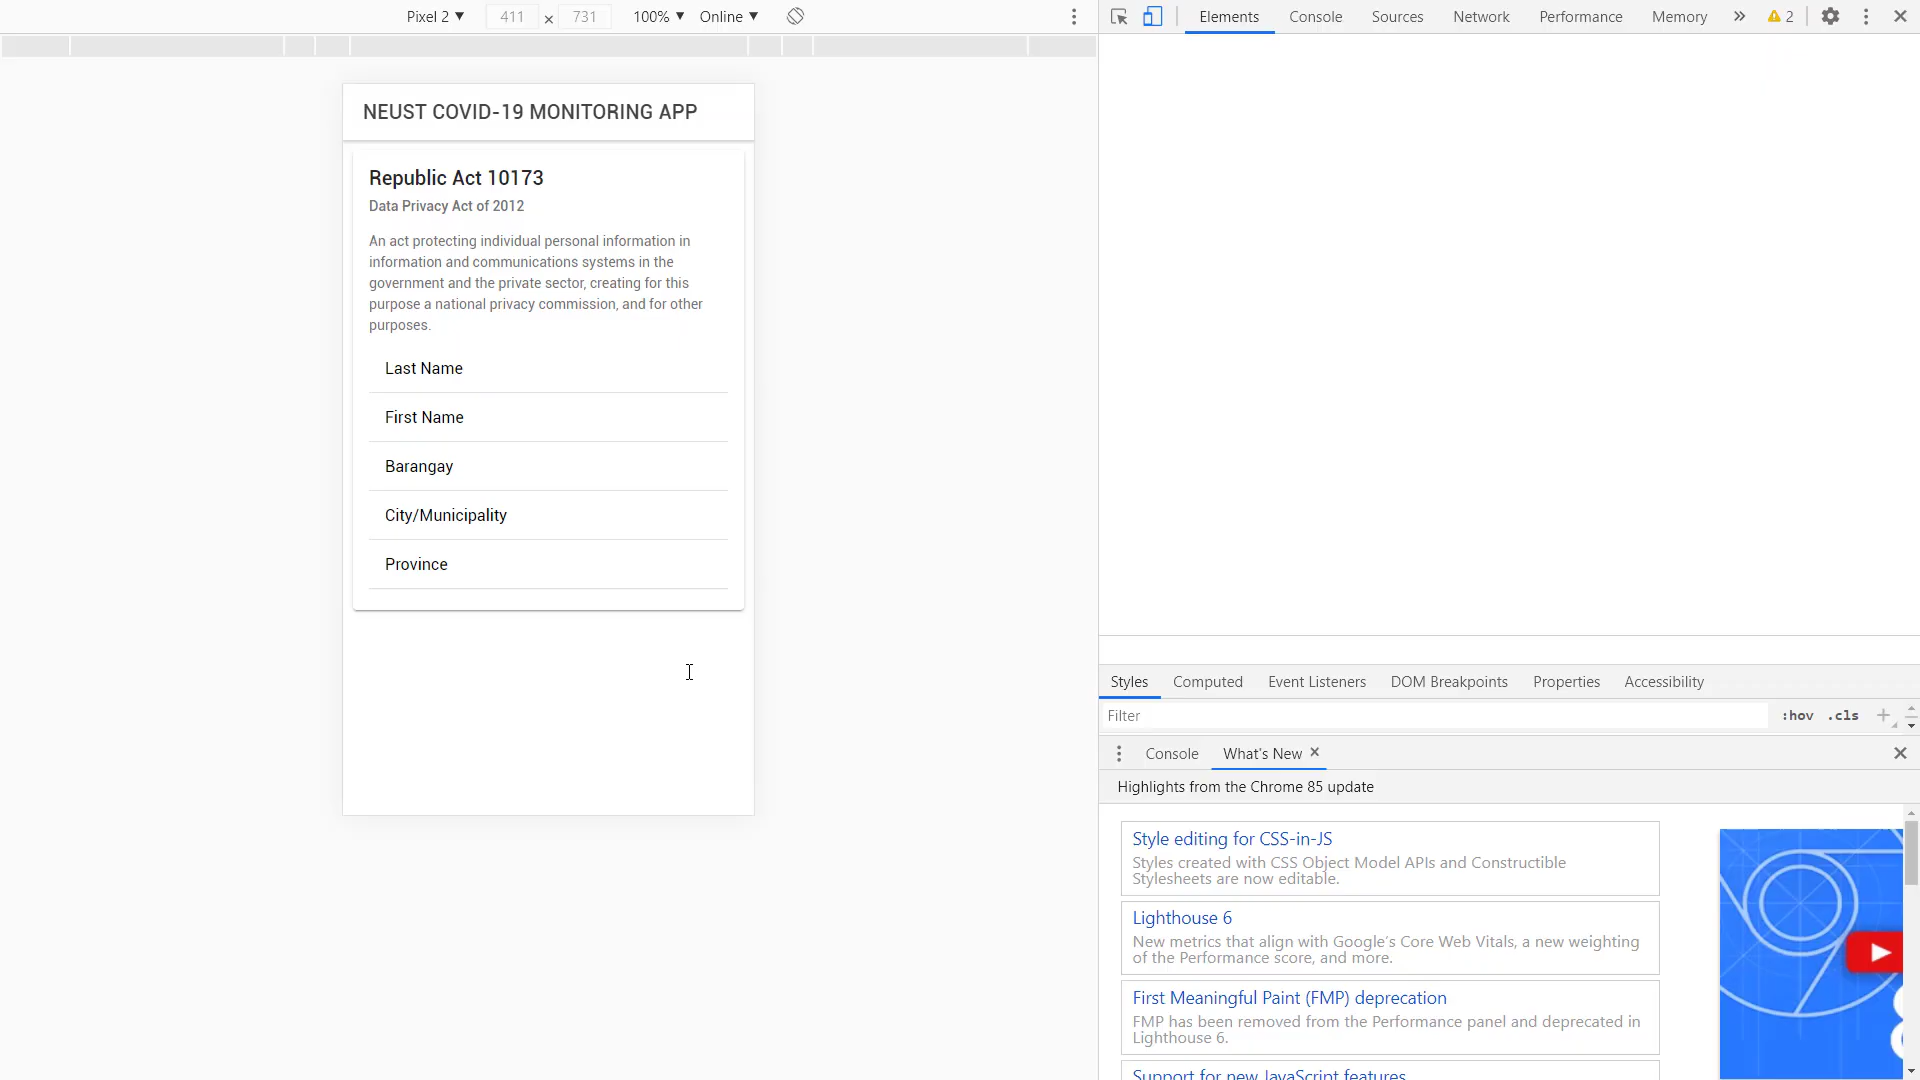 Pixel 2 ▼ 411 × 731 100% ▼ Online ▼
Elements Console Sources Network Performance Memory » 2
NEUST COVID-19 MONITORING APP
Republic Act 10173
Data Privacy Act of 2012
An act protecting individual personal information in
information and communications systems in the
government and the private sector, creating for this
purpose a national privacy commission, and for other
purposes.
Last Name
First Name
Barangay
City/Municipality
Province
Styles Computed Event Listeners DOM Breakpoints Properties Accessibility
Filter :hov .cls +
Console What's New ×
Highlights from the Chrome 85 update
Style editing for CSS-in-JS
Styles created with CSS Object Model APIs and Constructible
Stylesheets are now editable.
Lighthouse 6
New metrics that align with Google's Core Web Vitals, a new weighting
of the Performance score, and more.
First Meaningful Paint (FMP) deprecation
FMP has been removed from the Performance panel and deprecated in
Lighthouse 6.
Support for new JavaScript features